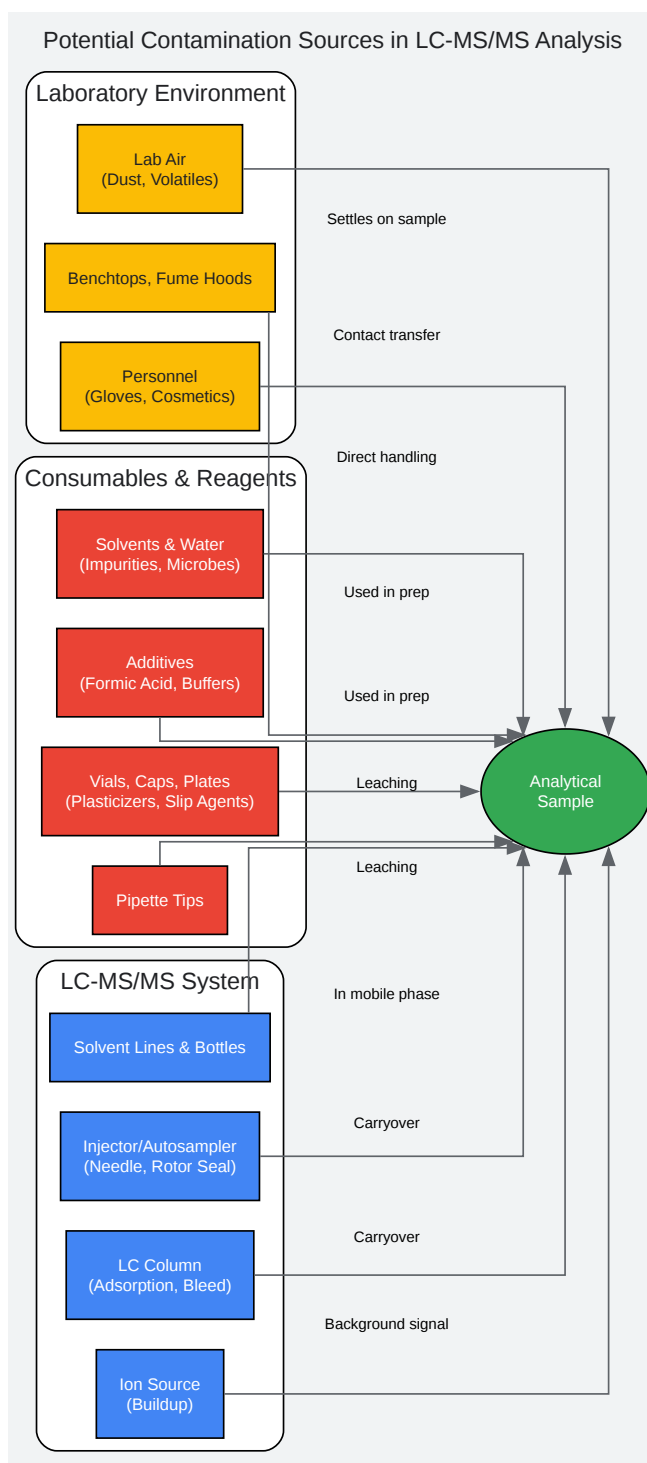 Potential Contamination Sources in LC-MS/MS Analysis
Laboratory Environment
Lab Air
(Dust, Volatiles)
Settles on sample
Benchtops, Fume Hoods
Contact transfer
Personnel
(Gloves, Cosmetics)
Direct handling
Consumables & Reagents
Solvents & Water
(Impurities, Microbes)
Used in prep
Additives
(Formic Acid, Buffers)
Used in prep
Vials, Caps, Plates
(Plasticizers, Slip Agents)
Leaching
Analytical
Sample
Pipette Tips
Leaching
LC-MS/MS System
In mobile phase
Solvent Lines & Bottles
Injector/Autosampler
(Needle, Rotor Seal)
Carryover
LC Column
(Adsorption, Bleed)
Carryover
Ion Source
(Buildup)
Background signal